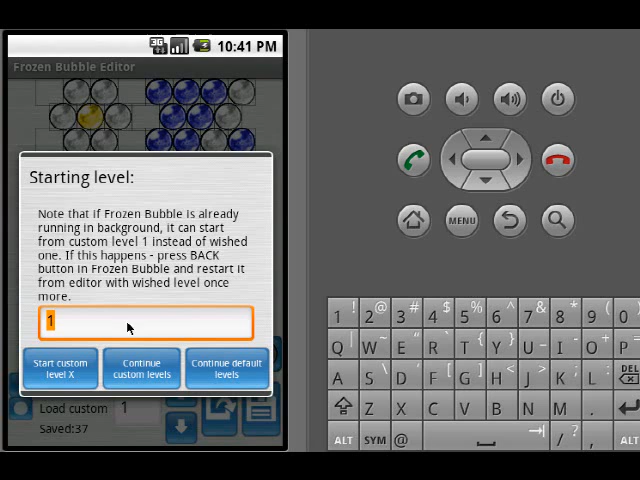 3G 10:41 PM
Frozen Bubble Editor
Starting level:
Note that if Frozen Bubble is already
running in background, it can start
from custom level 1 instead of wished
one. If this happens - press BACK
button in Frozen Bubble and restart it
from editor with wished level once
more.
1
Start custom level X
Continue custom levels
Continue default levels
Load custom 1
Saved:37
MENU
1 ! 2 @ 3 # 4 $ 5 % 6 ^ 7 & 8 * 9 ( 0 )
Q | W ~ E " R ` T { Y } U _ I - O + P =
A S \ D ' F [ G ] H < J > K ; L : DEL
Z X C V B N M .
ALT SYM @ / ? , ALT